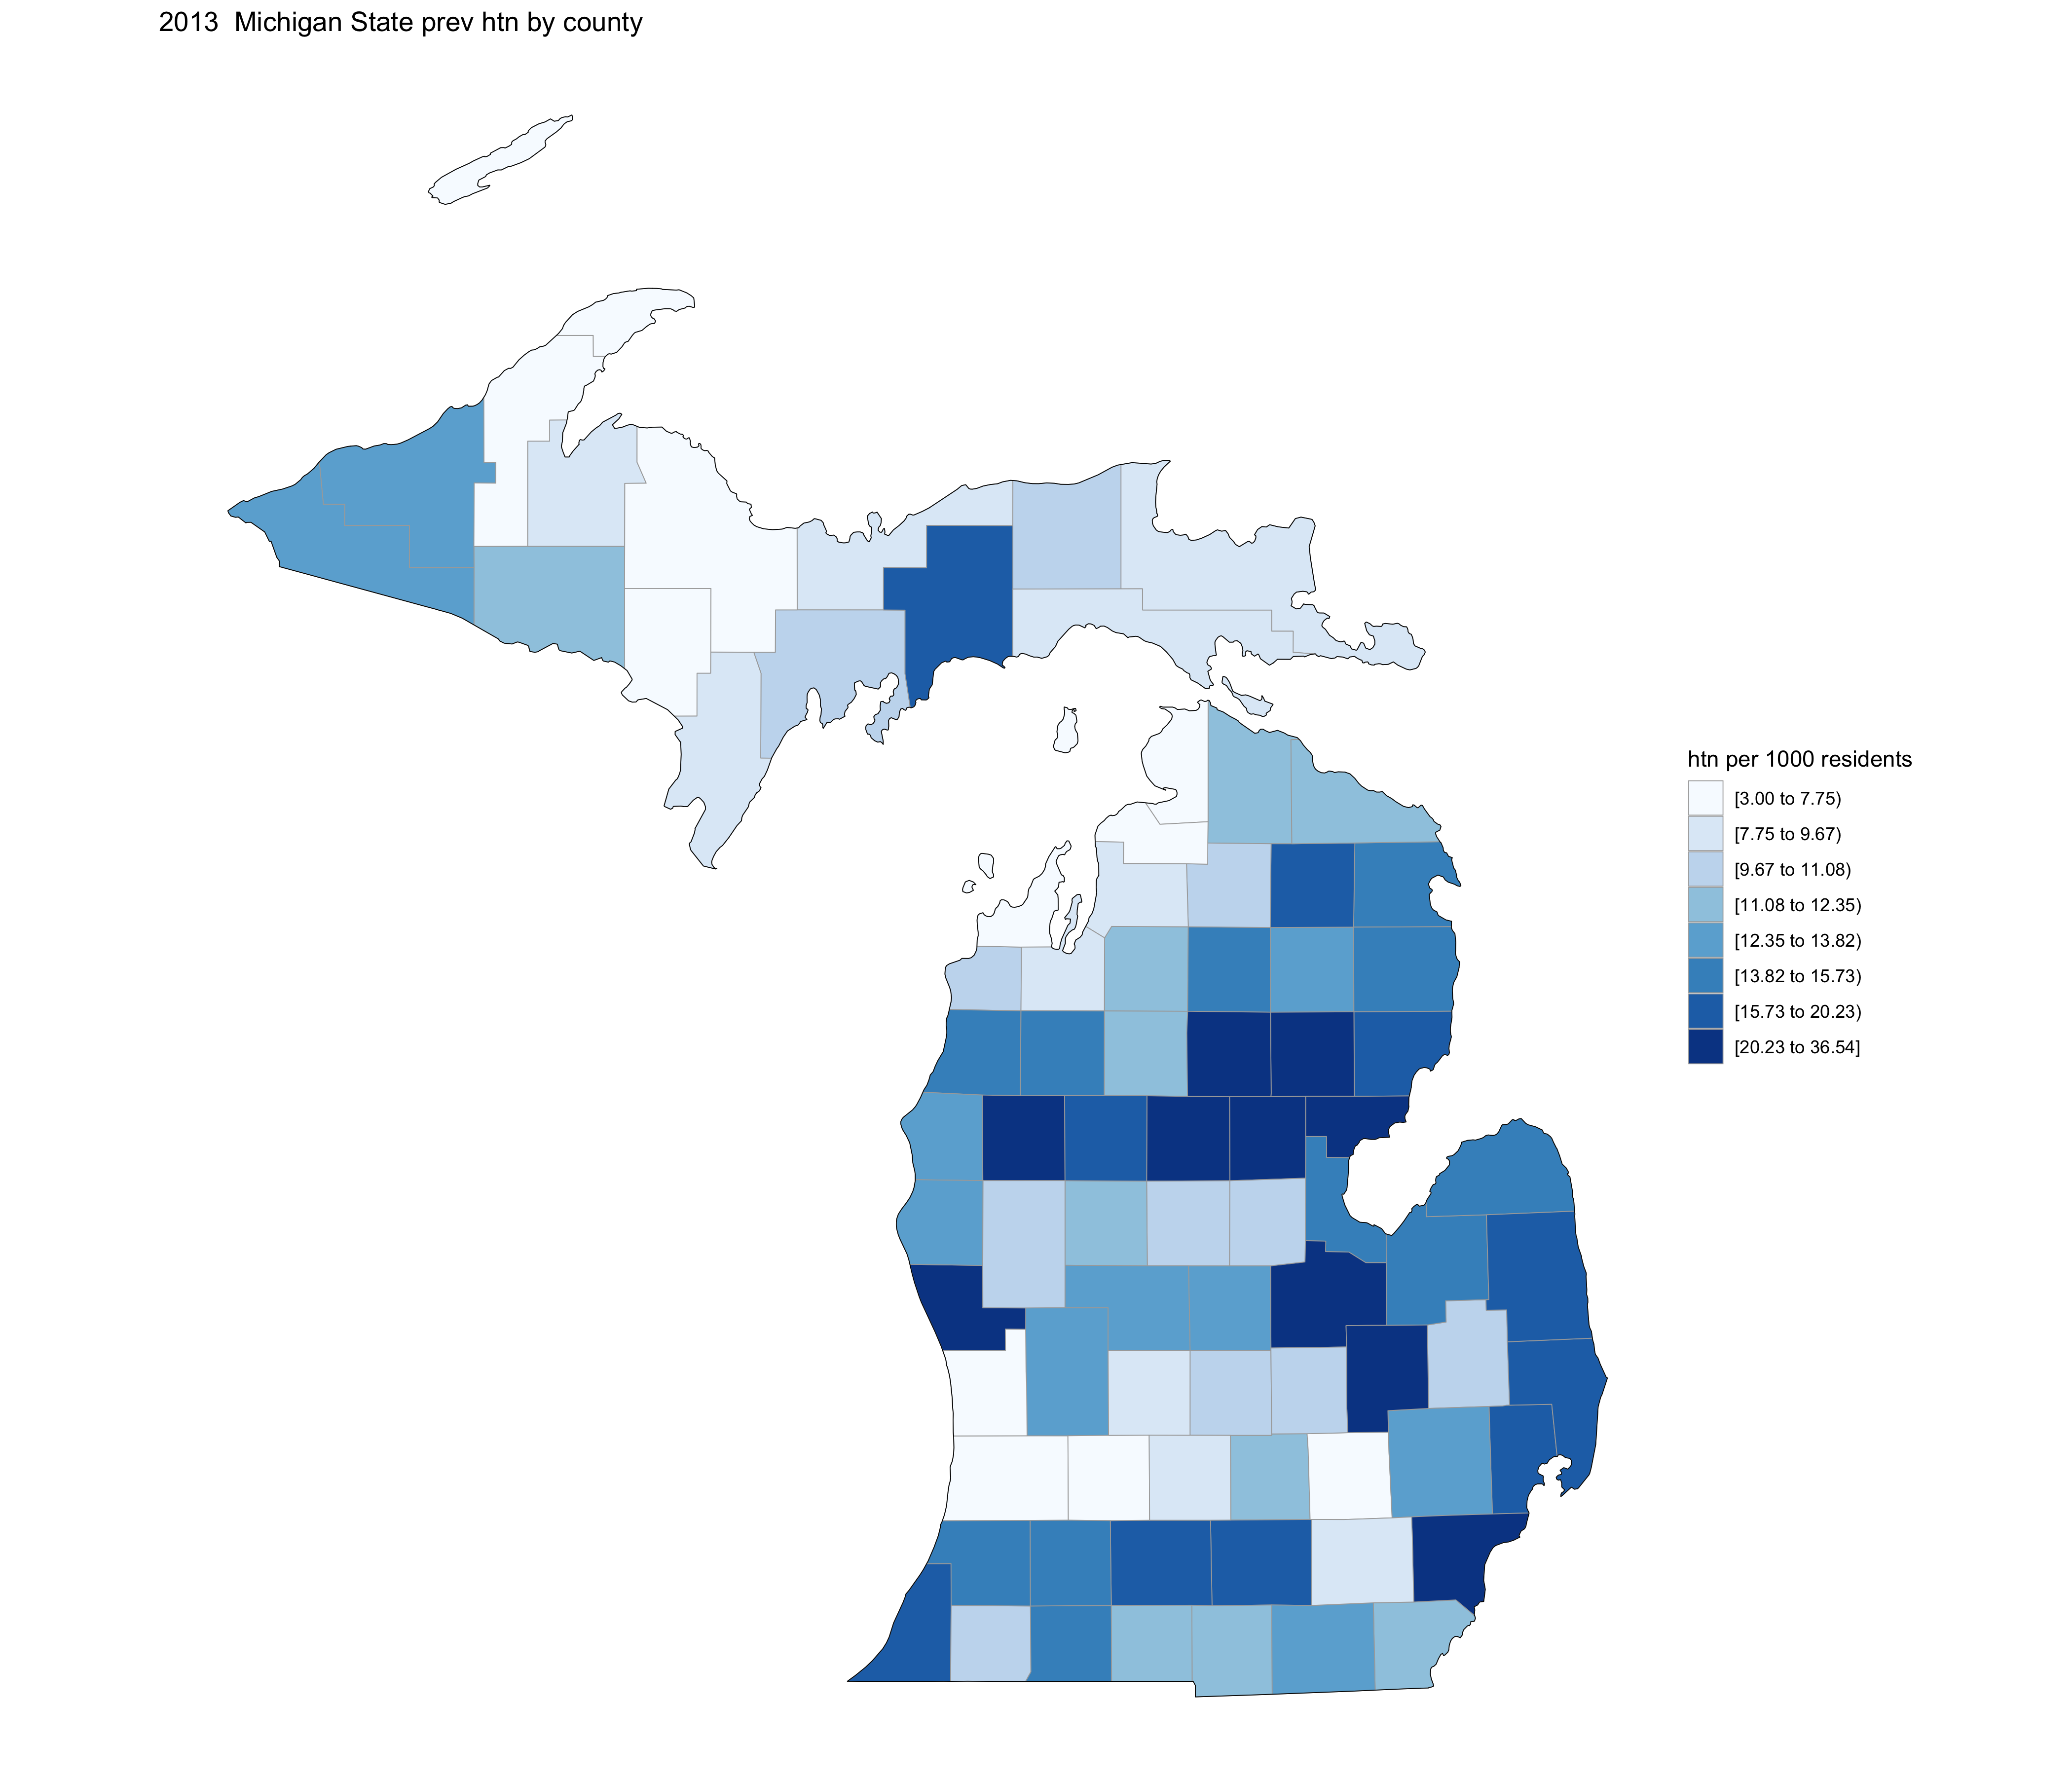 2013  Michigan State prev htn by county
htn per 1000 residents
[3.00 to 7.75)
[7.75 to 9.67)
[9.67 to 11.08)
[11.08 to 12.35)
[12.35 to 13.82)
[13.82 to 15.73)
[15.73 to 20.23)
[20.23 to 36.54]